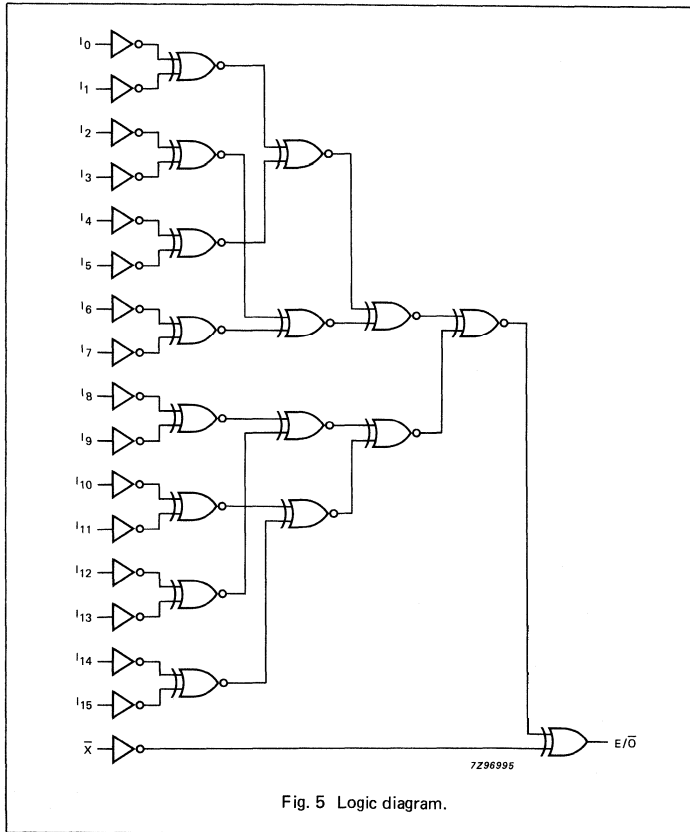 I0
I1
I2
I3
I4
I5
I6
I7
I8
I9
I10
I11
I12
I13
I14
I15
X̅
E/O̅
7Z96995
Fig. 5 Logic diagram.